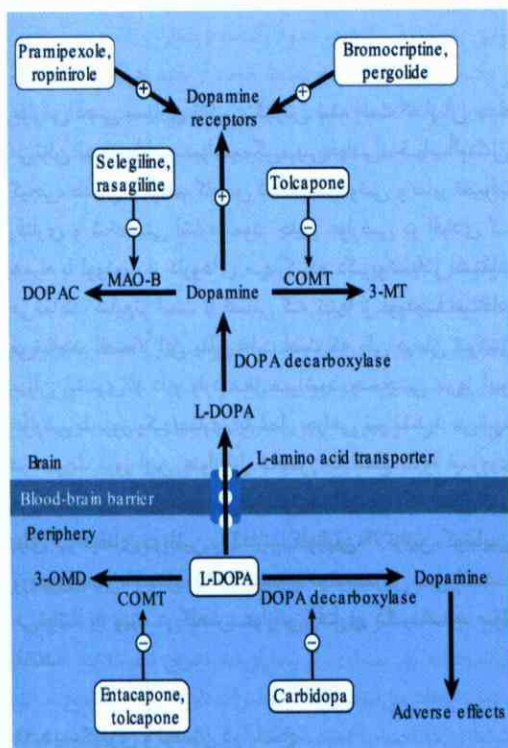 Pramipexole,
ropinirole
Bromocriptine,
pergolide
+
+
Dopamine
receptors
Selegiline,
rasagiline
Tolcapone
+
−
−
MAO-B
COMT
DOPAC
Dopamine
3-MT
DOPA decarboxylase
L-DOPA
Brain
L-amino acid transporter
Blood-brain barrier
Periphery
3-OMD
L-DOPA
Dopamine
COMT
DOPA decarboxylase
−
−
Entacapone,
tolcapone
Carbidopa
Adverse effects